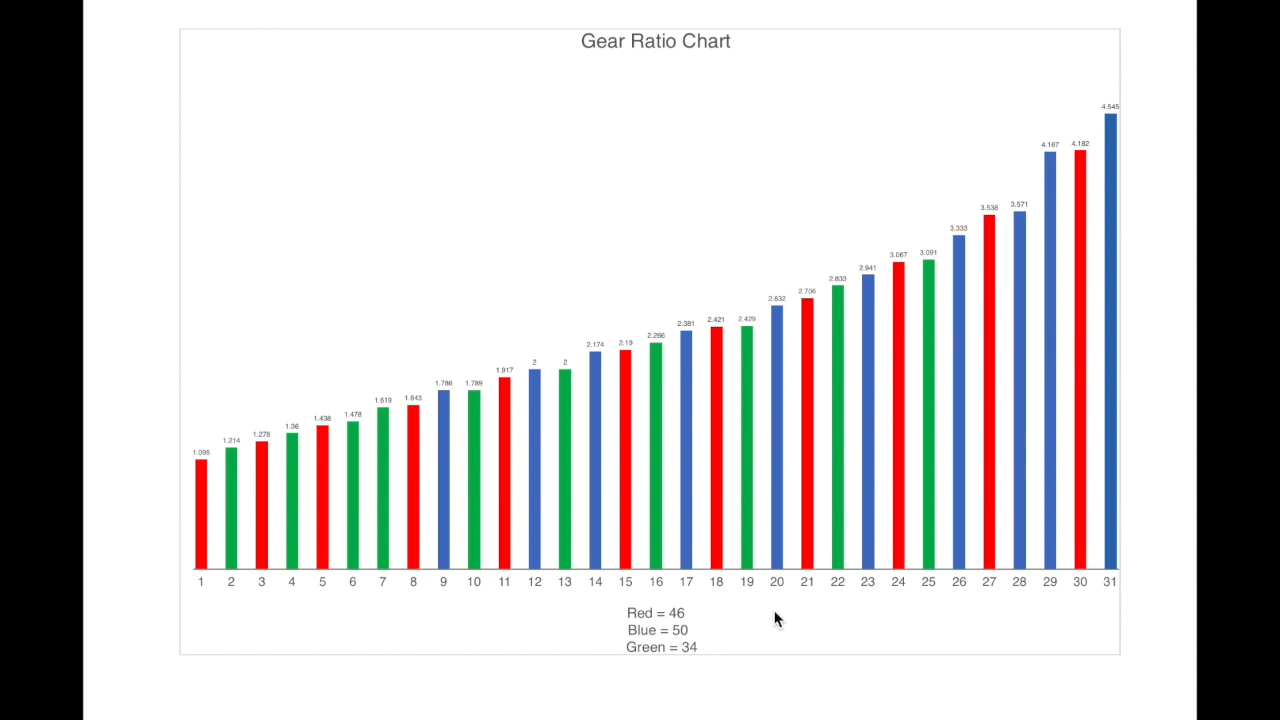 Gear Ratio Chart
4.545
4.167 4.182
3.538 3.571
3.333
3.067 3.091
2.941
2.833
2.632 2.706
2.381 2.421 2.429
2.174 2.19 2.266
1.917 2 2
1.786 1.789
1.619 1.643
1.438 1.478
1.36
1.214 1.278
1.095
1 2 3 4 5 6 7 8 9 10 11 12 13 14 15 16 17 18 19 20 21 22 23 24 25 26 27 28 29 30 31
Red = 46
Blue = 50
Green = 34